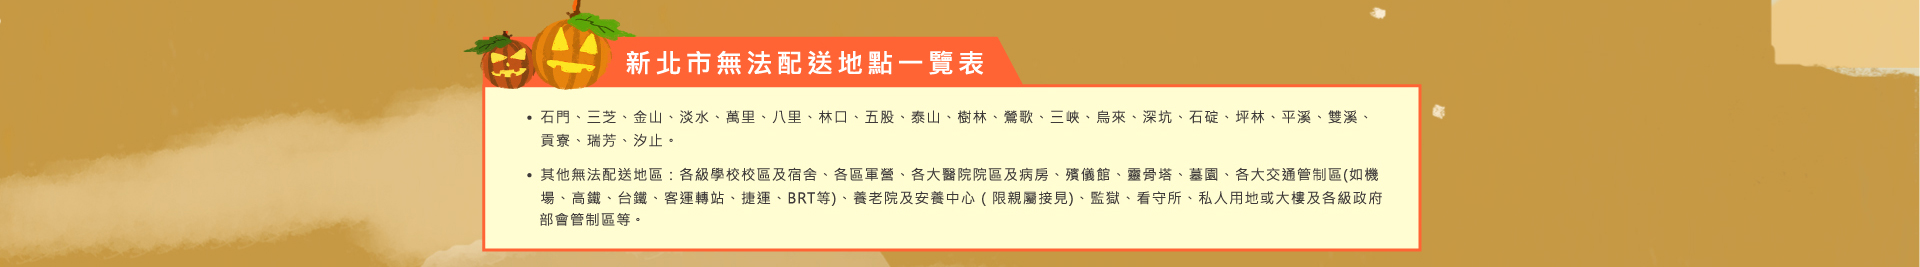 新北市無法配送地點一覽表
• 石門、三芝、金山、淡水、萬里、八里、林口、五股、泰山、樹林、鶯歌、三峽、烏來、深坑、石碇、坪林、平溪、雙溪、
貢寮、瑞芳、汐止。
• 其他無法配送地區：各級學校校區及宿舍、各區軍營、各大醫院院區及病房、殯儀館、靈骨塔、墓園、各大交通管制區(如機
場、高鐵、台鐵、客運轉站、捷運、BRT等)、養老院及安養中心 ( 限親屬接見)、監獄、看守所、私人用地或大樓及各級政府
部會管制區等。